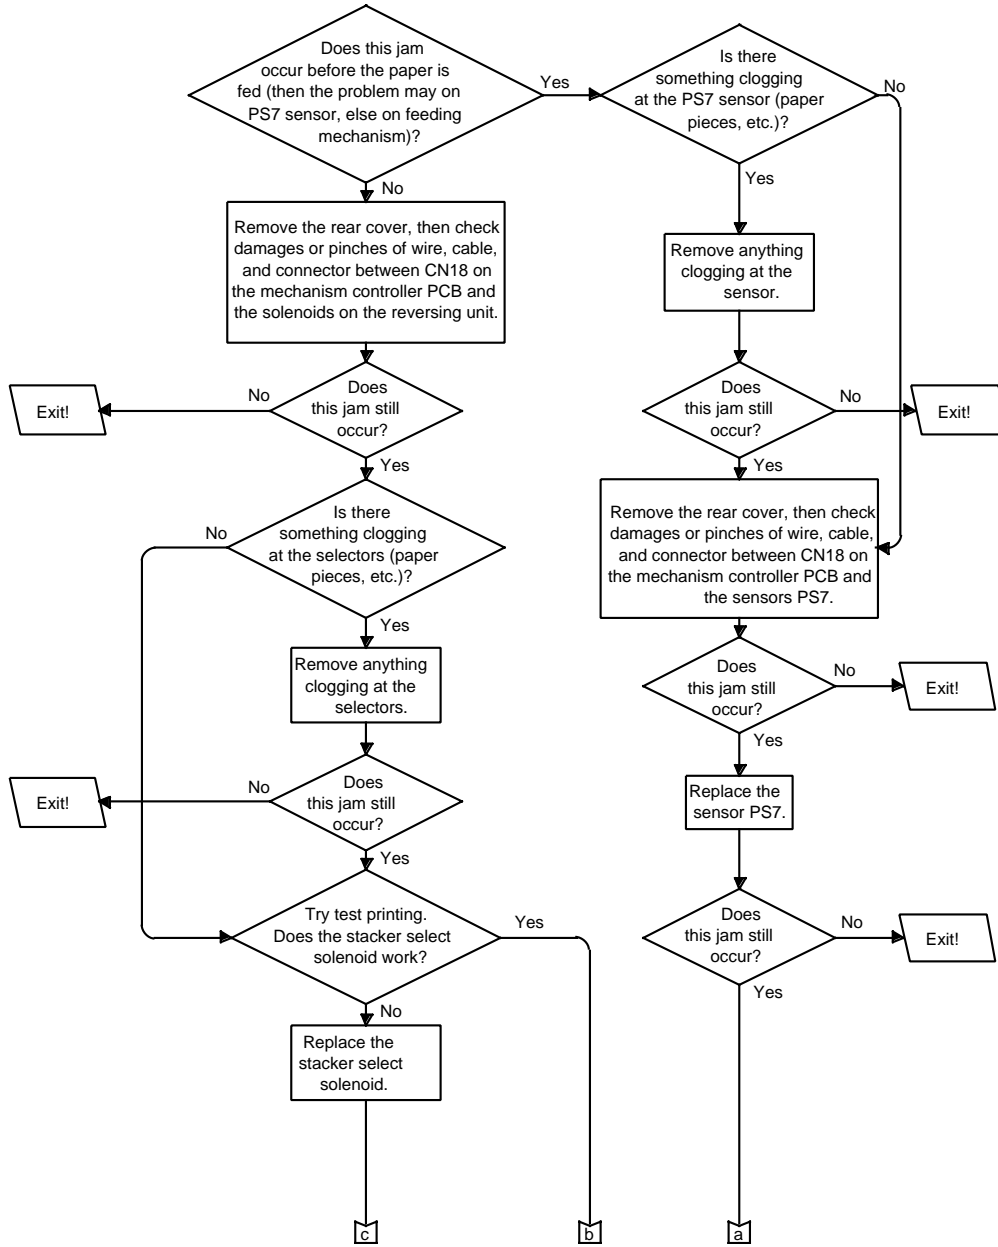 Does this jam
occur before the paper is
fed (then the problem may on
PS7 sensor, else on feeding
mechanism)?
Yes
No
Is there
something clogging
at the PS7 sensor (paper
pieces, etc.)?
No
Yes
Remove the rear cover, then check
damages or pinches of wire, cable,
and connector between CN18 on
the mechanism controller PCB and
the solenoids on the reversing unit.
Remove anything
clogging at the
sensor.
Does
this jam still
occur?
No
Exit!
Yes
Does
this jam still
occur?
No
Exit!
Yes
Is there
something clogging
at the selectors (paper
pieces, etc.)?
No
Yes
Remove the rear cover, then check
damages or pinches of wire, cable,
and connector between CN18 on
the mechanism controller PCB and
the sensors PS7.
Remove anything
clogging at the
selectors.
Does
this jam still
occur?
No
Exit!
Yes
Does
this jam still
occur?
No
Exit!
Yes
Replace the
sensor PS7.
Try test printing.
Does the stacker select
solenoid work?
Yes
No
Does
this jam still
occur?
No
Exit!
Yes
Replace the
stacker select
solenoid.
c
b
a